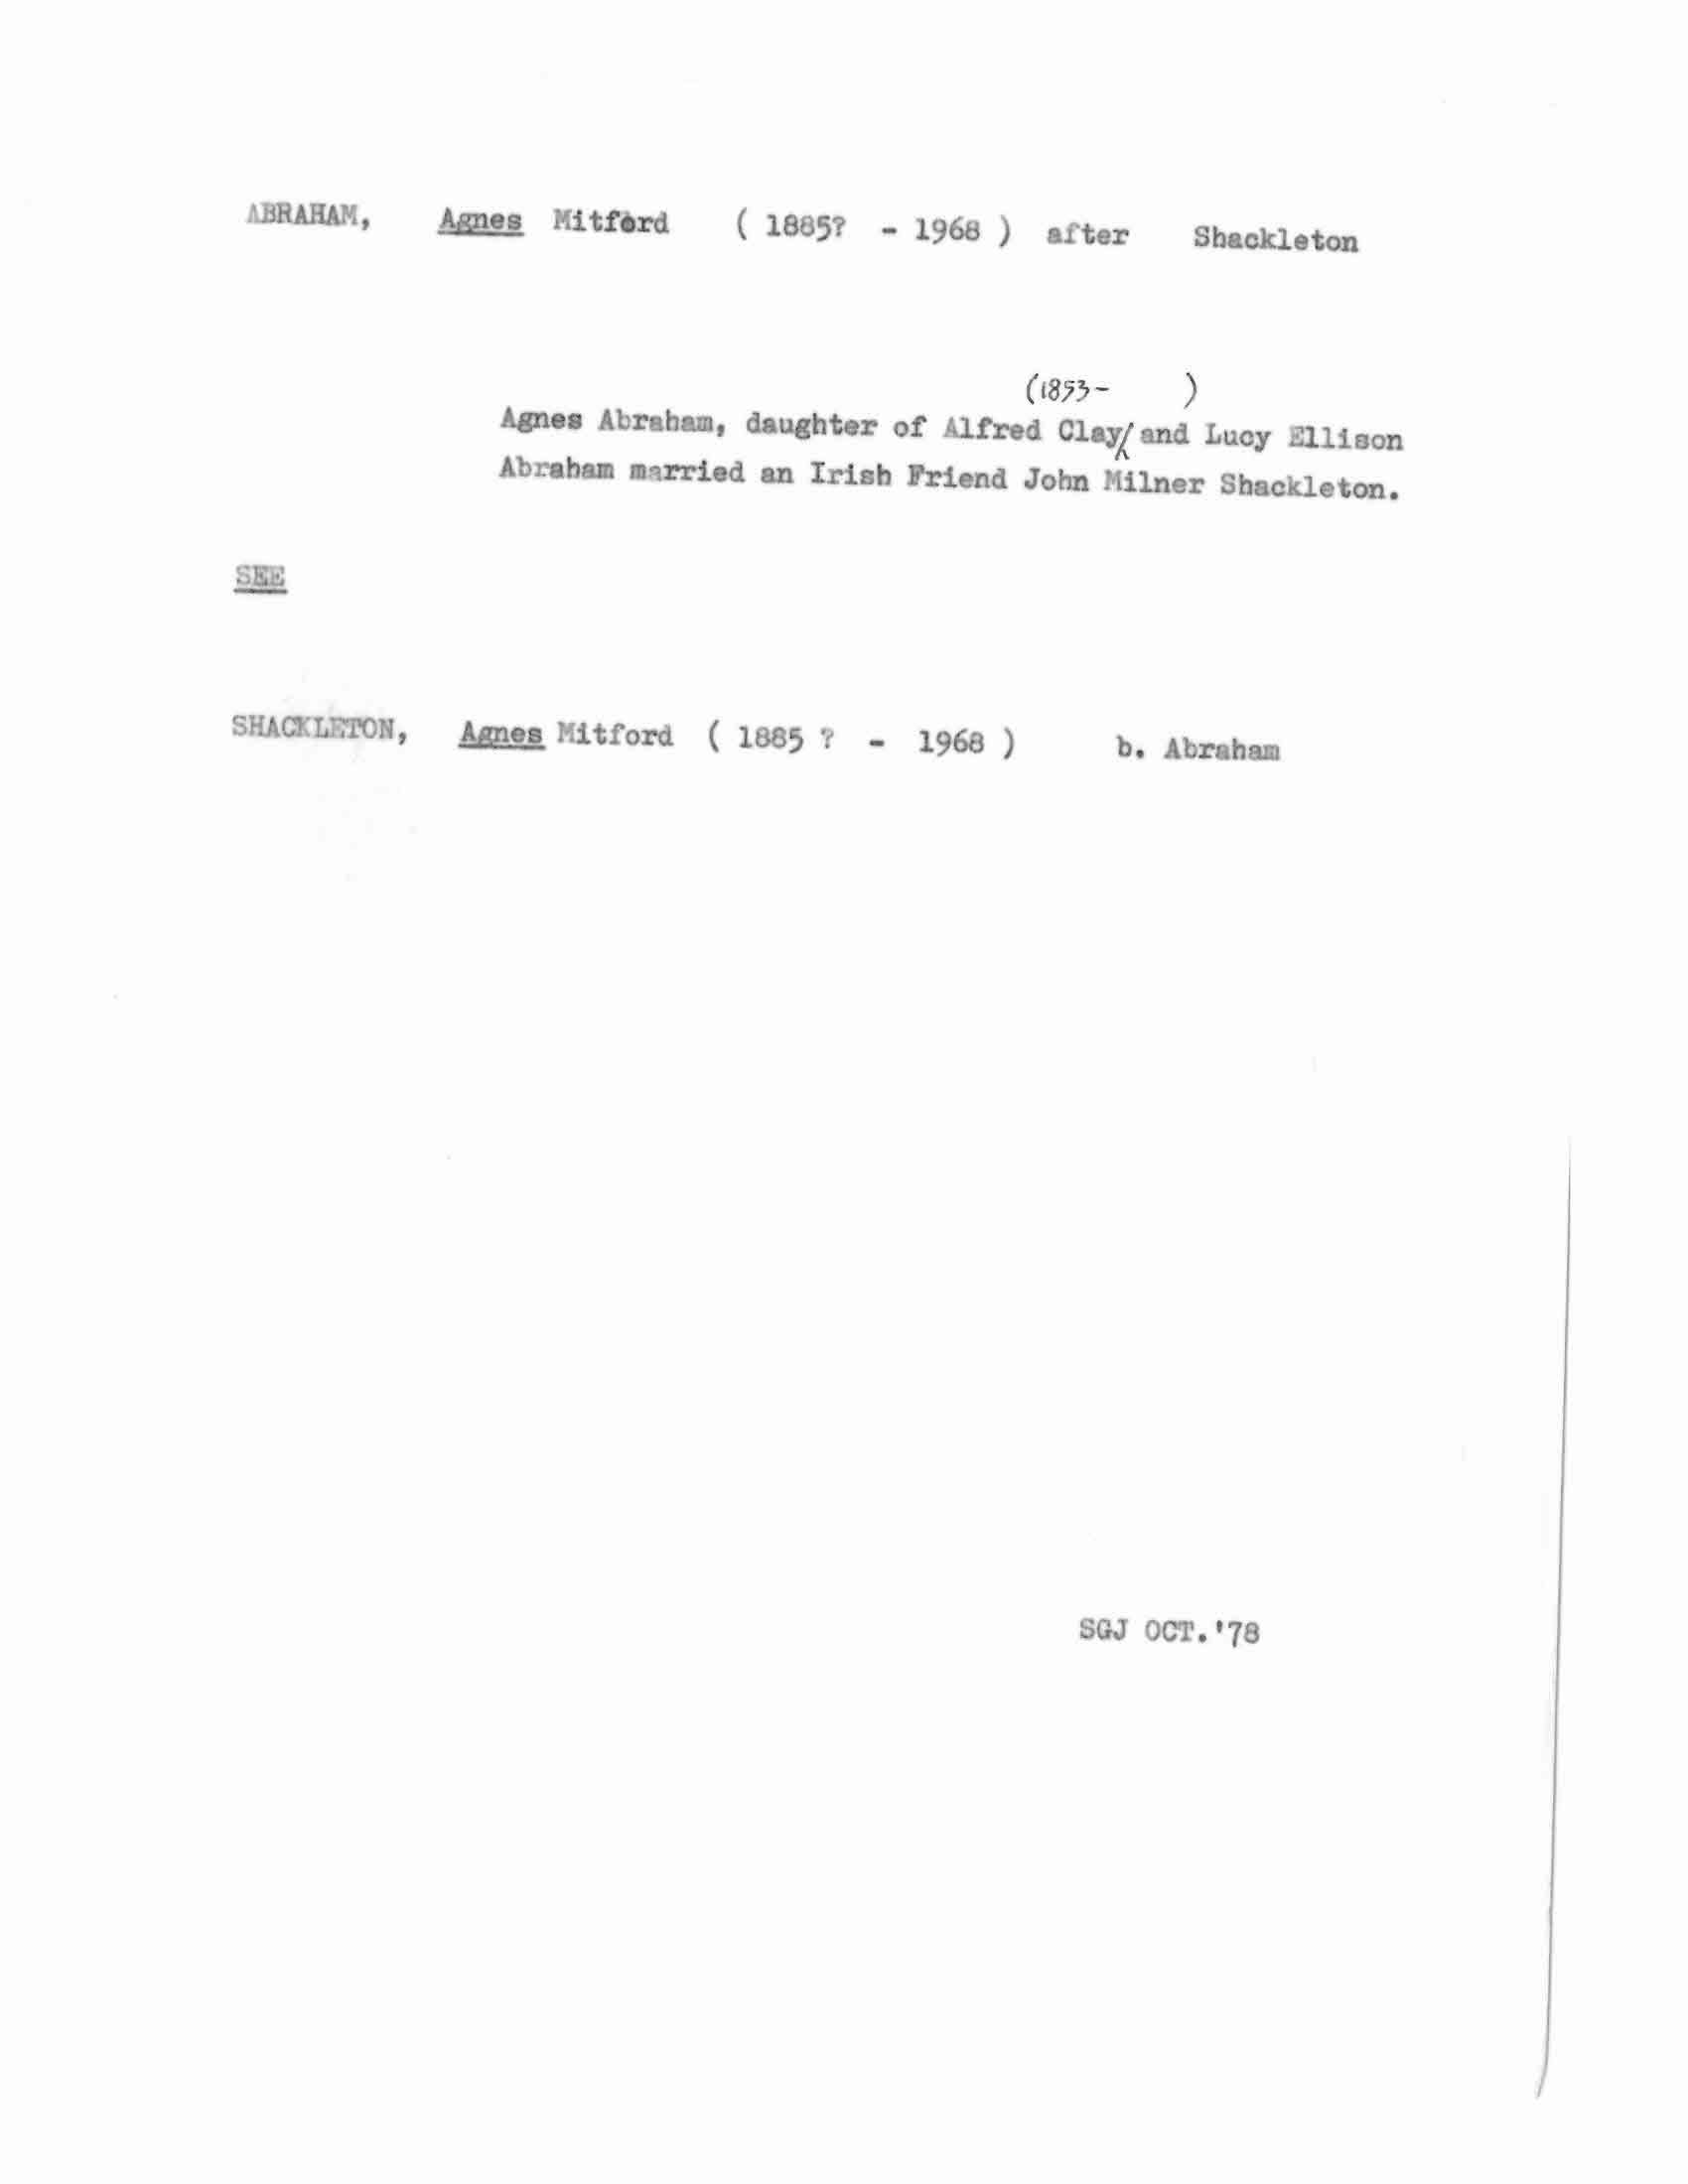 ABRAHAM, Agnes Mitford ( 1885? - 1968 ) after Shackleton
(1853- )
Agnes Abraham, daughter of Alfred Clay and Lucy Ellison
Abraham married an Irish Friend John Milner Shackleton.
SEE
SHACKLETON, Agnes Mitford ( 1885 ? - 1968 ) b. Abraham
SGJ OCT.'78